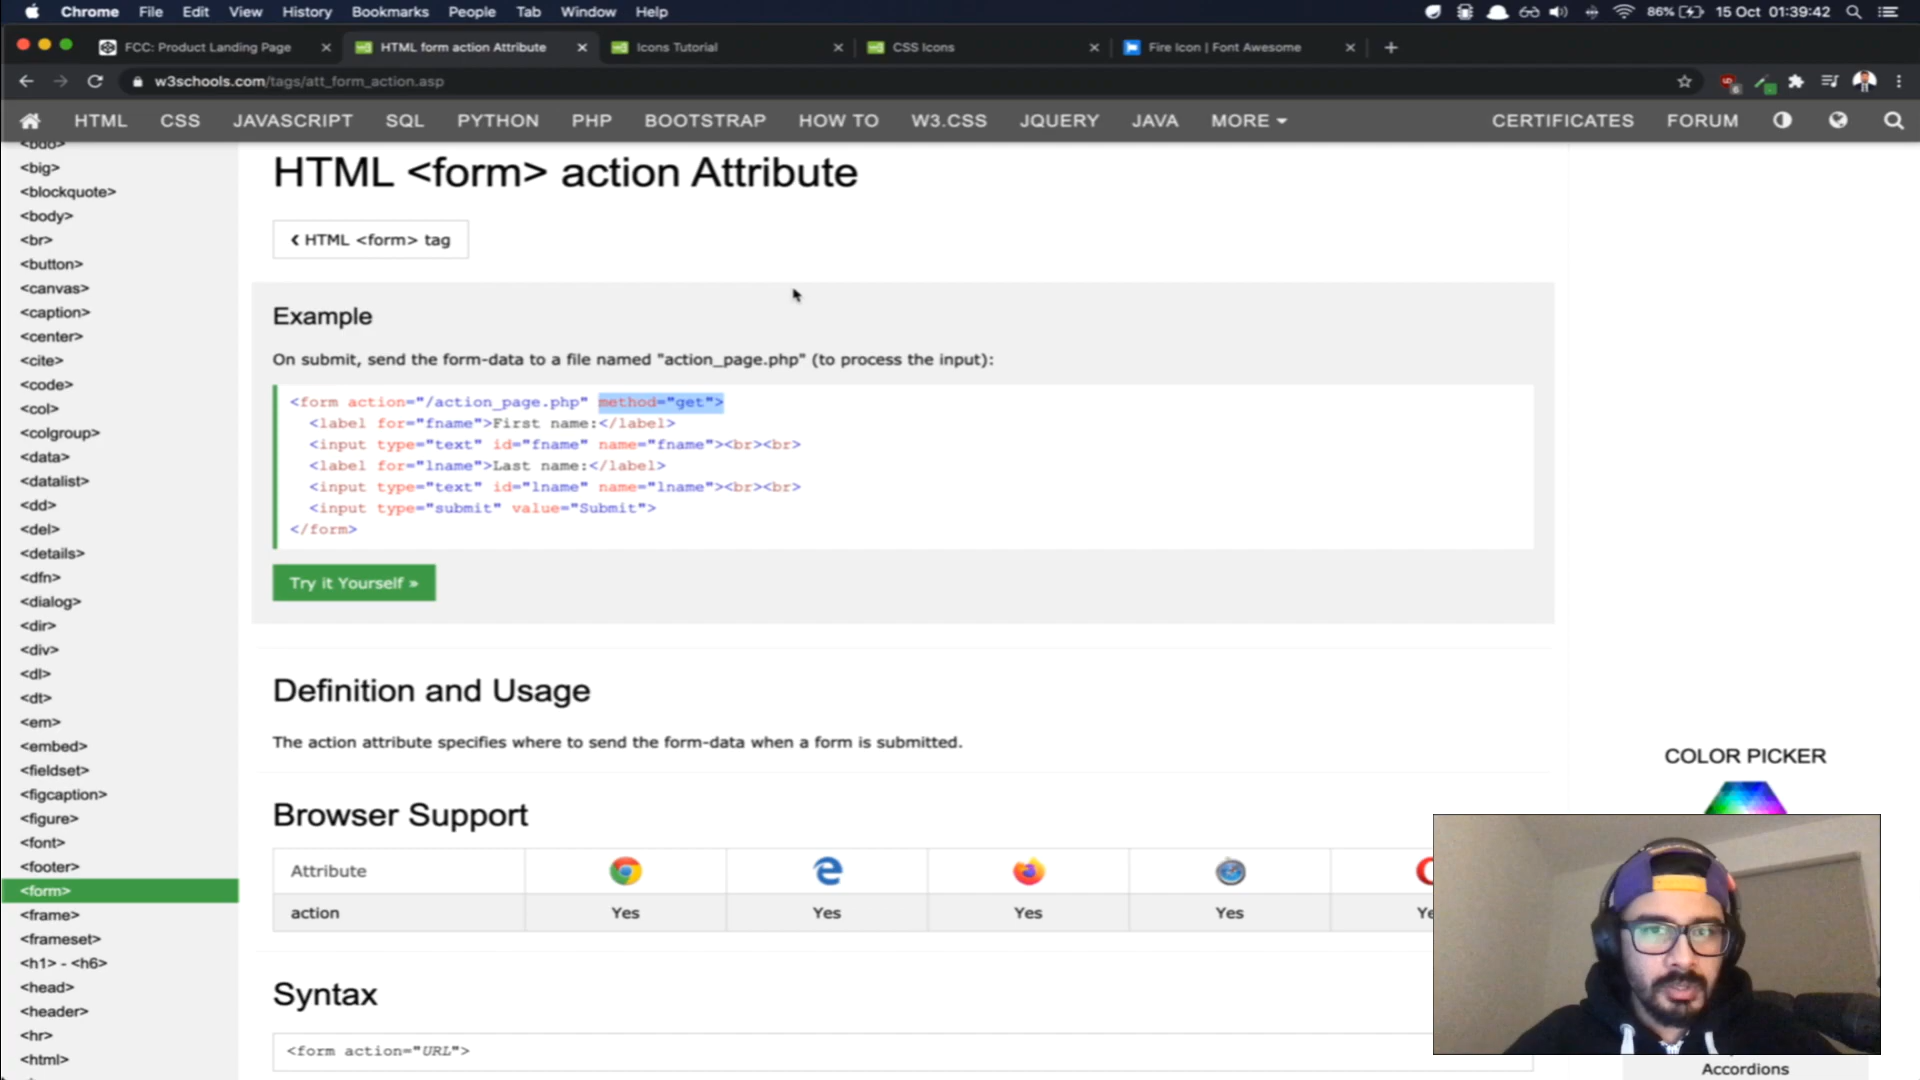 Chrome File Edit View History Bookmarks People Tab Window Help 86% 15 Oct 01:39:42
FCC: Product Landing Page HTML form action Attribute Icons Tutorial CSS Icons Fire Icon | Font Awesome
w3schools.com/tags/att_form_action.asp
HTML CSS JAVASCRIPT SQL PYTHON PHP BOOTSTRAP HOW TO W3.CSS JQUERY JAVA MORE CERTIFICATES FORUM
<bdo>
<big>
<blockquote>
<body>
<br>
<button>
<canvas>
<caption>
<center>
<cite>
<code>
<col>
<colgroup>
<data>
<datalist>
<dd>
<del>
<details>
<dfn>
<dialog>
<dir>
<div>
<dl>
<dt>
<em>
<embed>
<fieldset>
<figcaption>
<figure>
<font>
<footer>
<form>
<frame>
<frameset>
<h1> - <h6>
<head>
<header>
<hr>
<html>
HTML <form> action Attribute
❮ HTML <form> tag
Example
On submit, send the form-data to a file named "action_page.php" (to process the input):
<form action="/action_page.php" method="get">
<label for="fname">First name:</label>
<input type="text" id="fname" name="fname"><br><br>
<label for="lname">Last name:</label>
<input type="text" id="lname" name="lname"><br><br>
<input type="submit" value="Submit">
</form>
Try it Yourself »
Definition and Usage
The action attribute specifies where to send the form-data when a form is submitted.
Browser Support
Attribute
action Yes Yes Yes Yes Ye
Syntax
<form action="URL">
COLOR PICKER
Accordions